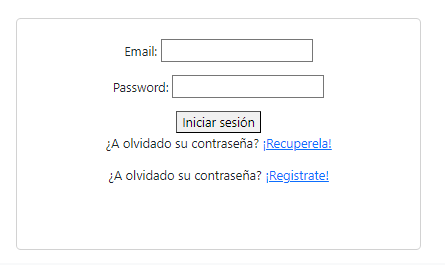 Email:
Password:
Iniciar sesión
¿A olvidado su contraseña? ¡Recuperela!
¿A olvidado su contraseña? ¡Registrate!